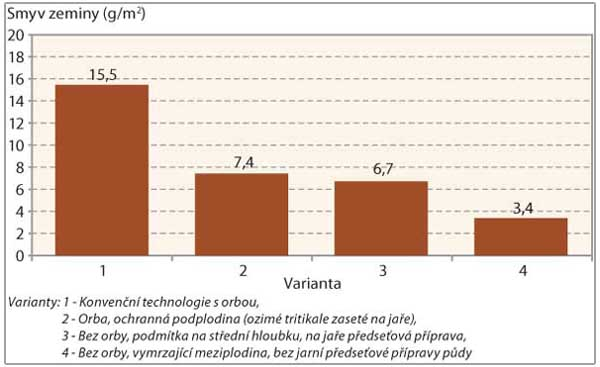 Smyv zeminy (g/m²)
20
18
16
14
12
10
8
6
4
2
0
15,5
7,4
6,7
3,4
1 2 3 4
Varianta
Varianty: 1 - Konvenční technologie s orbou,
2 - Orba, ochranná podplodina (ozimé tritikale zaseté na jaře),
3 - Bez orby, podmítka na střední hloubku, na jaře předseťová příprava,
4 - Bez orby, vymrzající meziplodina, bez jarní předseťové přípravy půdy